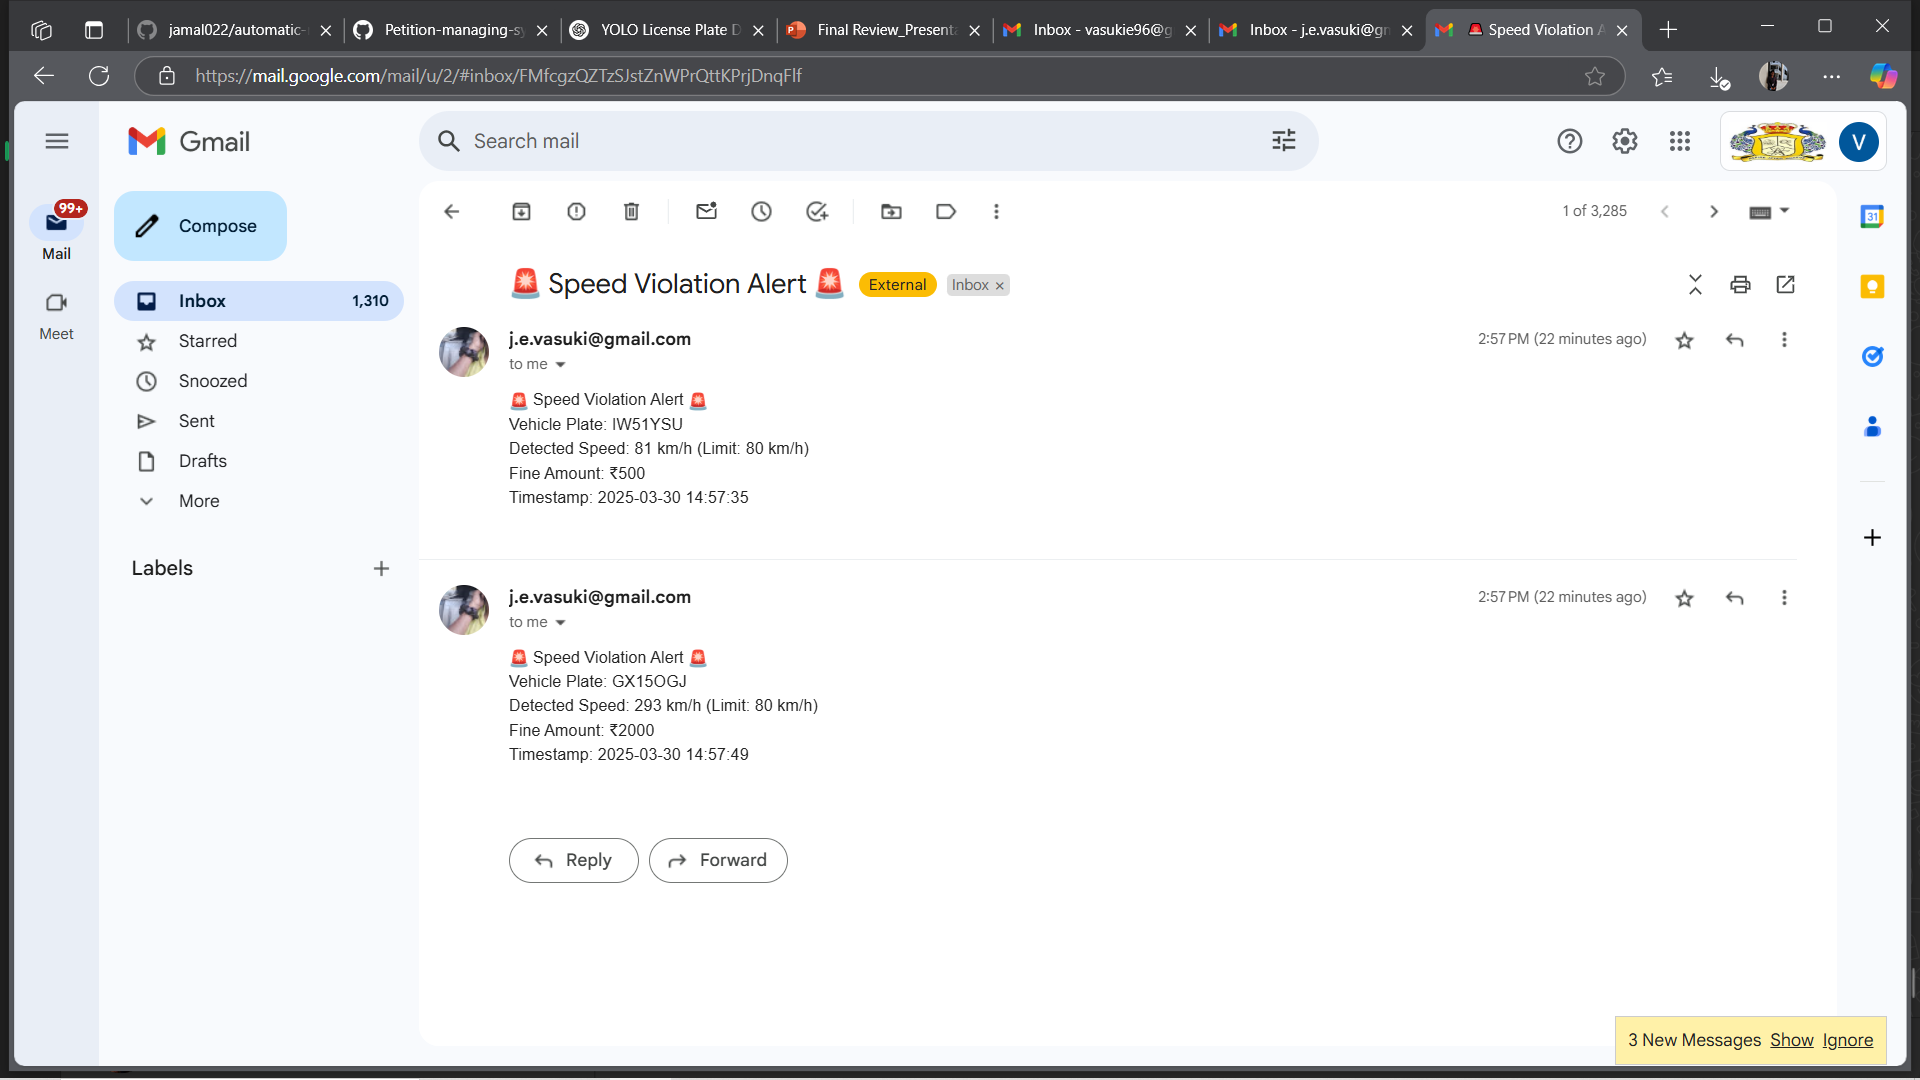 jamal022/automatic-
Petition-managing-sy
YOLO License Plate D
Final Review_Presenta
Inbox - vasukie96@g
Inbox - j.e.vasuki@gm
🚨 Speed Violation A
https://mail.google.com/mail/u/2/#inbox/FMfcgzQZTzSJstZnWPrQttKPrjDnqFlf
Gmail
Search mail
V
99+
Mail
Meet
Compose
Inbox 1,310
Starred
Snoozed
Sent
Drafts
More
Labels
1 of 3,285
31
🚨 Speed Violation Alert 🚨 External Inbox ×
j.e.vasuki@gmail.com 2:57 PM (22 minutes ago)
to me
🚨 Speed Violation Alert 🚨
Vehicle Plate: IW51YSU
Detected Speed: 81 km/h (Limit: 80 km/h)
Fine Amount: ₹500
Timestamp: 2025-03-30 14:57:35
j.e.vasuki@gmail.com 2:57 PM (22 minutes ago)
to me
🚨 Speed Violation Alert 🚨
Vehicle Plate: GX15OGJ
Detected Speed: 293 km/h (Limit: 80 km/h)
Fine Amount: ₹2000
Timestamp: 2025-03-30 14:57:49
Reply Forward
3 New Messages Show Ignore